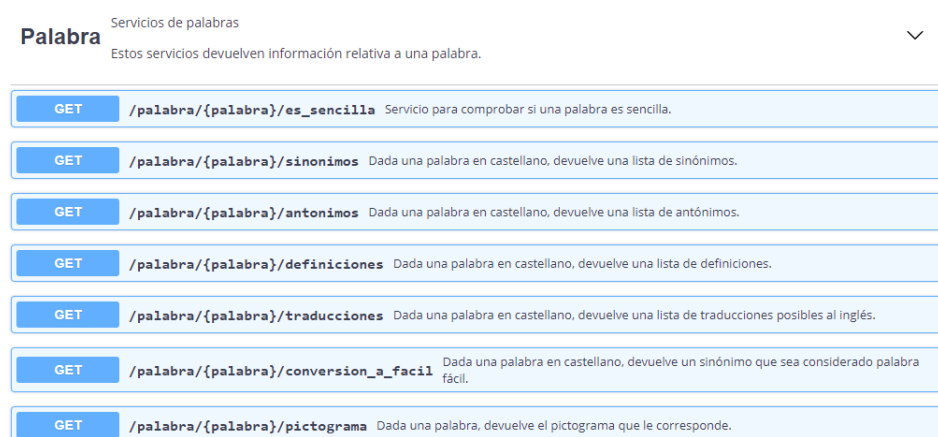 Palabra
Servicios de palabras
Estos servicios devuelven información relativa a una palabra.
GET /palabra/{palabra}/es_sencilla Servicio para comprobar si una palabra es sencilla.
GET /palabra/{palabra}/sinonimos Dada una palabra en castellano, devuelve una lista de sinónimos.
GET /palabra/{palabra}/antonimos Dada una palabra en castellano, devuelve una lista de antónimos.
GET /palabra/{palabra}/definiciones Dada una palabra en castellano, devuelve una lista de definiciones.
GET /palabra/{palabra}/traducciones Dada una palabra en castellano, devuelve una lista de traducciones posibles al inglés.
GET /palabra/{palabra}/conversion_a_facil Dada una palabra en castellano, devuelve un sinónimo que sea considerado palabra
fácil.
GET /palabra/{palabra}/pictograma Dada una palabra, devuelve el pictograma que le corresponde.